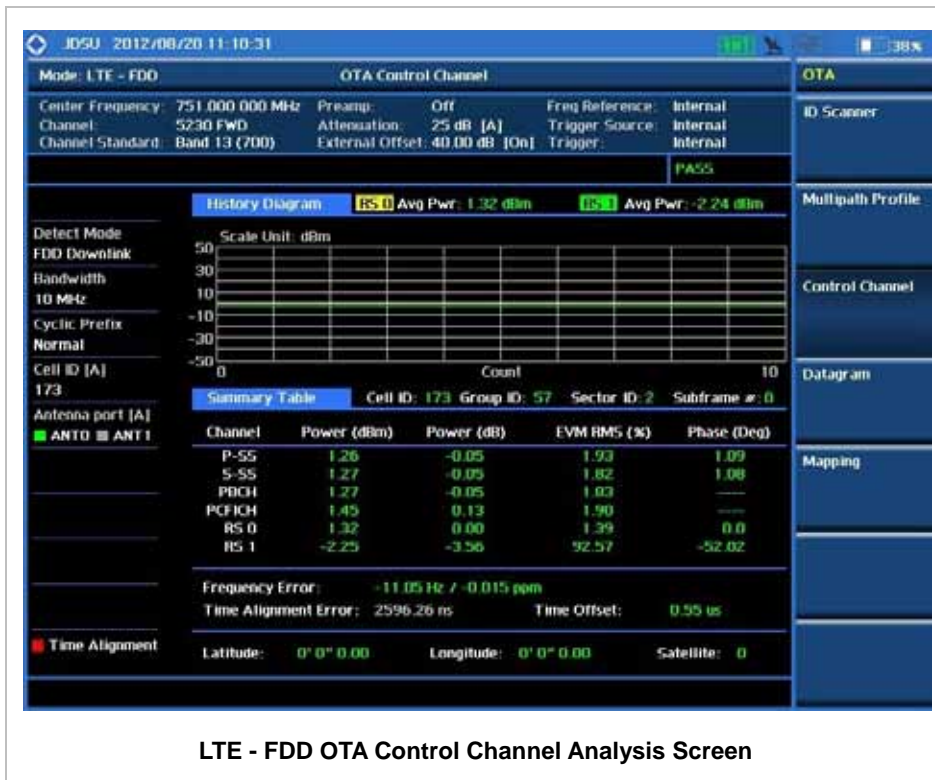 JDSU 2012/08/20 11:10:31 38%
Mode: LTE - FDD OTA Control Channel OTA
Center Frequency: 751.000 000 MHz Preamp: Off Freq Reference: Internal
Channel: 5230 FWD Attenuation: 25 dB [A] Trigger Source: Internal
Channel Standard: Band 13 (700) External Offset: 40.00 dB [On] Trigger: Internal
ID Scanner
PASS
History Diagram RS 0 Avg Pwr: 1.32 dBm RS 1 Avg Pwr: -2.24 dBm
Multipath Profile
Detect Mode
FDD Downlink
Bandwidth
10 MHz
Cyclic Prefix
Normal
Cell ID [A]
173
Antenna port [A]
ANT0 ANT1
Time Alignment
Scale Unit: dBm
50
30
10
-10
-30
-50
0 Count 10
Control Channel
Datagram
Mapping
Summary Table Cell ID: 173 Group ID: 57 Sector ID: 2 Subframe #: 0
Channel Power (dBm) Power (dB) EVM RMS (%) Phase (Deg)
P-SS 1.26 -0.05 1.93 1.09
S-SS 1.27 -0.05 1.82 1.08
PBCH 1.27 -0.05 1.83 ----
PCFICH 1.45 0.13 1.90 ----
RS 0 1.32 0.00 1.39 0.0
RS 1 -2.25 -3.56 92.57 -52.02
Frequency Error: -11.05 Hz / -0.015 ppm
Time Alignment Error: 2596.26 ns Time Offset: 0.55 us
Latitude: 0' 0" 0.00 Longitude: 0' 0" 0.00 Satellite: 0
LTE - FDD OTA Control Channel Analysis Screen